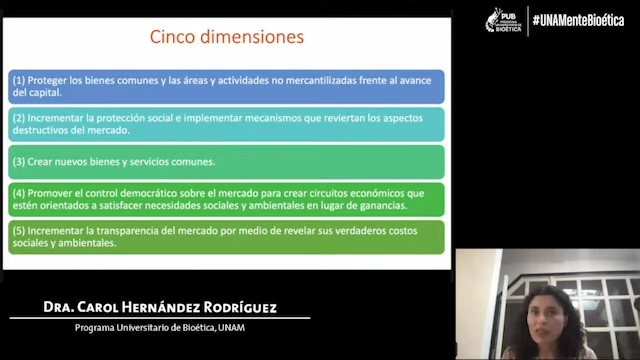 Cinco dimensiones
(1) Proteger los bienes comunes y las áreas y actividades no mercantilizadas frente al avance
del capital.
(2) Incrementar la protección social e implementar mecanismos que reviertan los aspectos
destructivos del mercado.
(3) Crear nuevos bienes y servicios comunes.
(4) Promover el control democrático sobre el mercado para crear circuitos económicos que
estén orientados a satisfacer necesidades sociales y ambientales en lugar de ganancias.
(5) Incrementar la transparencia del mercado por medio de revelar sus verdaderos costos
sociales y ambientales.
PUB
BIOÉTICA
#UNAMenteBioética
DRA. CAROL HERNÁNDEZ RODRÍGUEZ
Programa Universitario de Bioética, UNAM